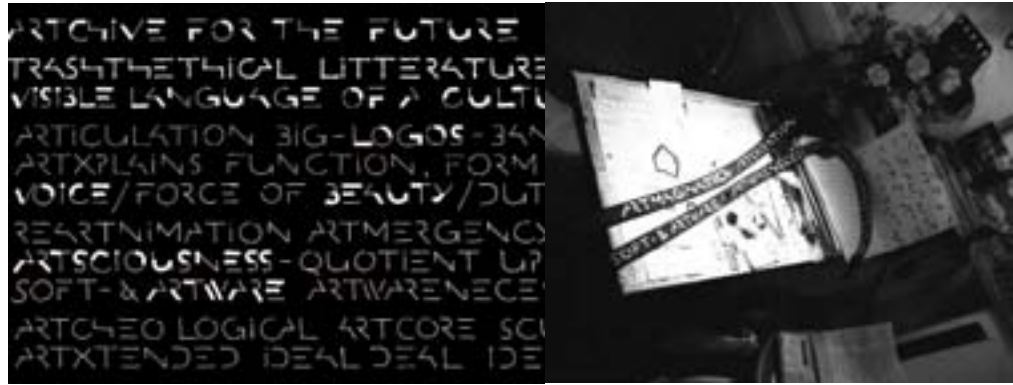 ARTCHIVE FOR THE FUTURE
TRASHTHETHICAL LITTERATURE
VISIBLE LANGUAGE OF A CULTU
ARTICULATION BIG-LOGOS-BAN
ARTXPLAINS FUNCTION, FORM
VOICE/FORCE OF BEAUTY/DUT
REARTNIMATION ARTMERGENCY
ARTSCIOUSNESS-QUOTIENT UP
SOFT-& ARTWARE ARTWARENECE
ARTCHEO LOGICAL ARTCORE SCU
ARTXTENDED IDEAL DEAL IDE
SOFT-& ARTWARE